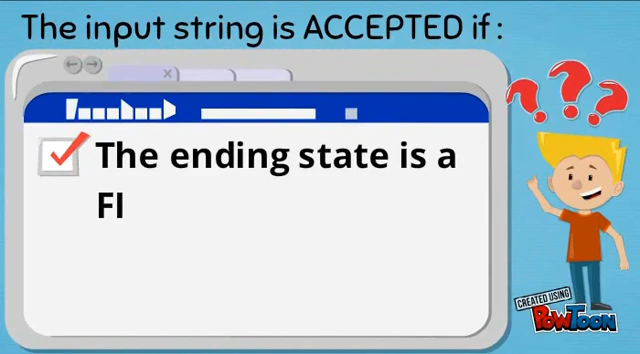 The input string is ACCEPTED if :
The ending state is a
FI
CREATED USING
POWTOON